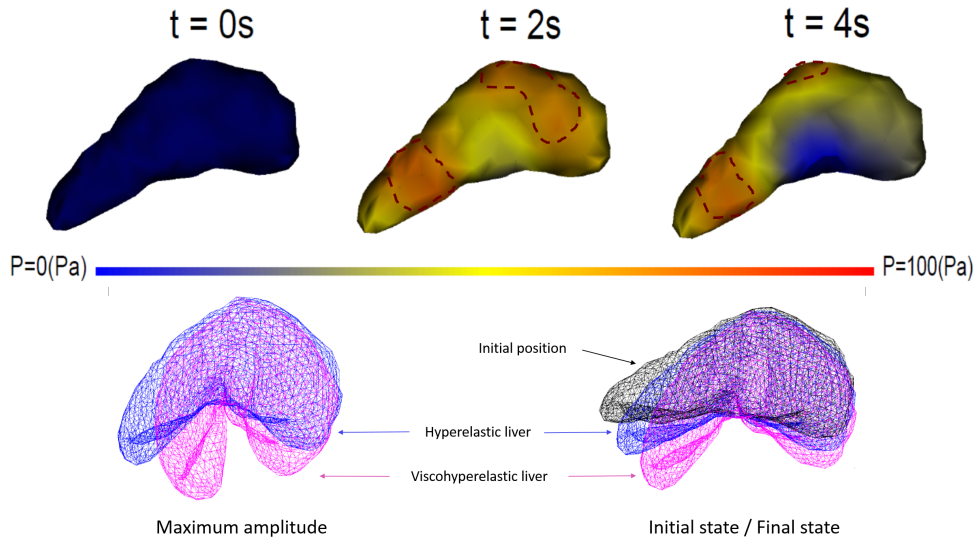 t = 0s
t = 2s
t = 4s
P=0(Pa)
P=100(Pa)
Initial position
Hyperelastic liver
Viscohyperelastic liver
Maximum amplitude
Initial state / Final state